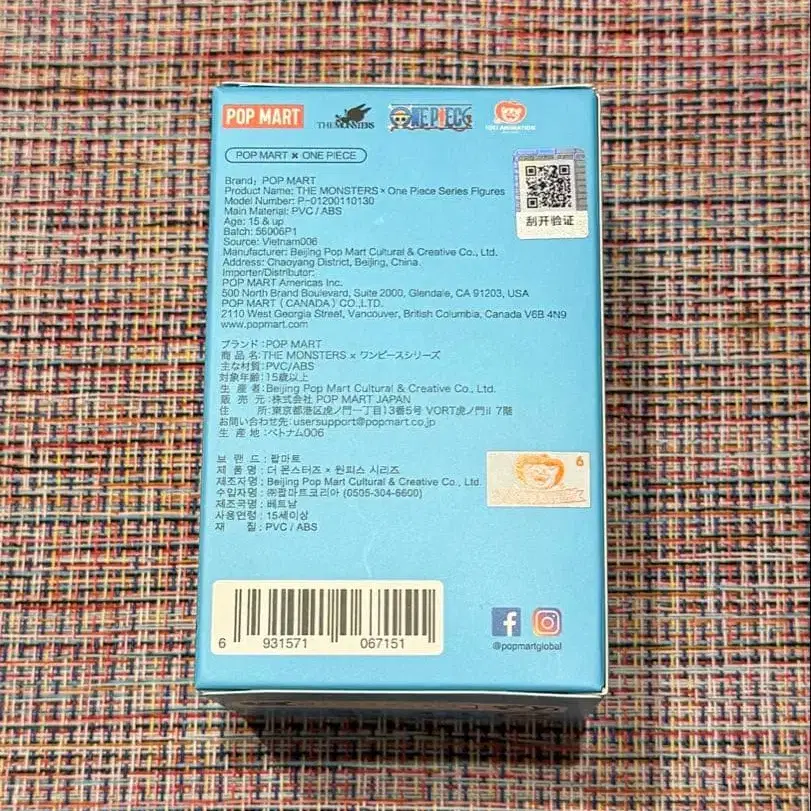 POP MART
THE MONSTERS
ONE PIECE
TOEI ANIMATION
POP MART × ONE PIECE
Brand: POP MART
Product Name: THE MONSTERS × One Piece Series Figures
Model Number: P-01200110130
Main Material: PVC / ABS
Age: 15 & up
Batch: 56006P1
Source: Vietnam006
Manufacturer: Beijing Pop Mart Cultural & Creative Co., Ltd.
Address: Chaoyang District, Beijing, China.
Importer/Distributor:
POP MART Americas Inc.
500 North Brand Boulevard, Suite 2000, Glendale, CA 91203, USA
POP MART (CANADA) CO.,LTD.
2110 West Georgia Street, Vancouver, British Columbia, Canada V6B 4N9
www.popmart.com
刮开验证
ブランド:POP MART
商品名:THE MONSTERS × ワンピースシリーズ
主な材質:PVC/ABS
対象年齢:15歳以上
生産者:Beijing Pop Mart Cultural & Creative Co., Ltd.
販売元:株式会社 POP MART JAPAN
住所:東京都港区虎ノ門一丁目13番5号 VORT虎ノ門II 7階
お問い合わせ先:usersupport@popmart.co.jp
生産地:ベトナム006
브랜드 : 팝마트
제품명 : 더 몬스터즈 × 원피스 시리즈
제조자명 : Beijing Pop Mart Cultural & Creative Co., Ltd.
수입자명 : ㈜팝마트코리아 (0505-304-6600)
제조국명 : 베트남
사용연령 : 15세이상
재질 : PVC / ABS
6
6 931571 067151
@popmartglobal